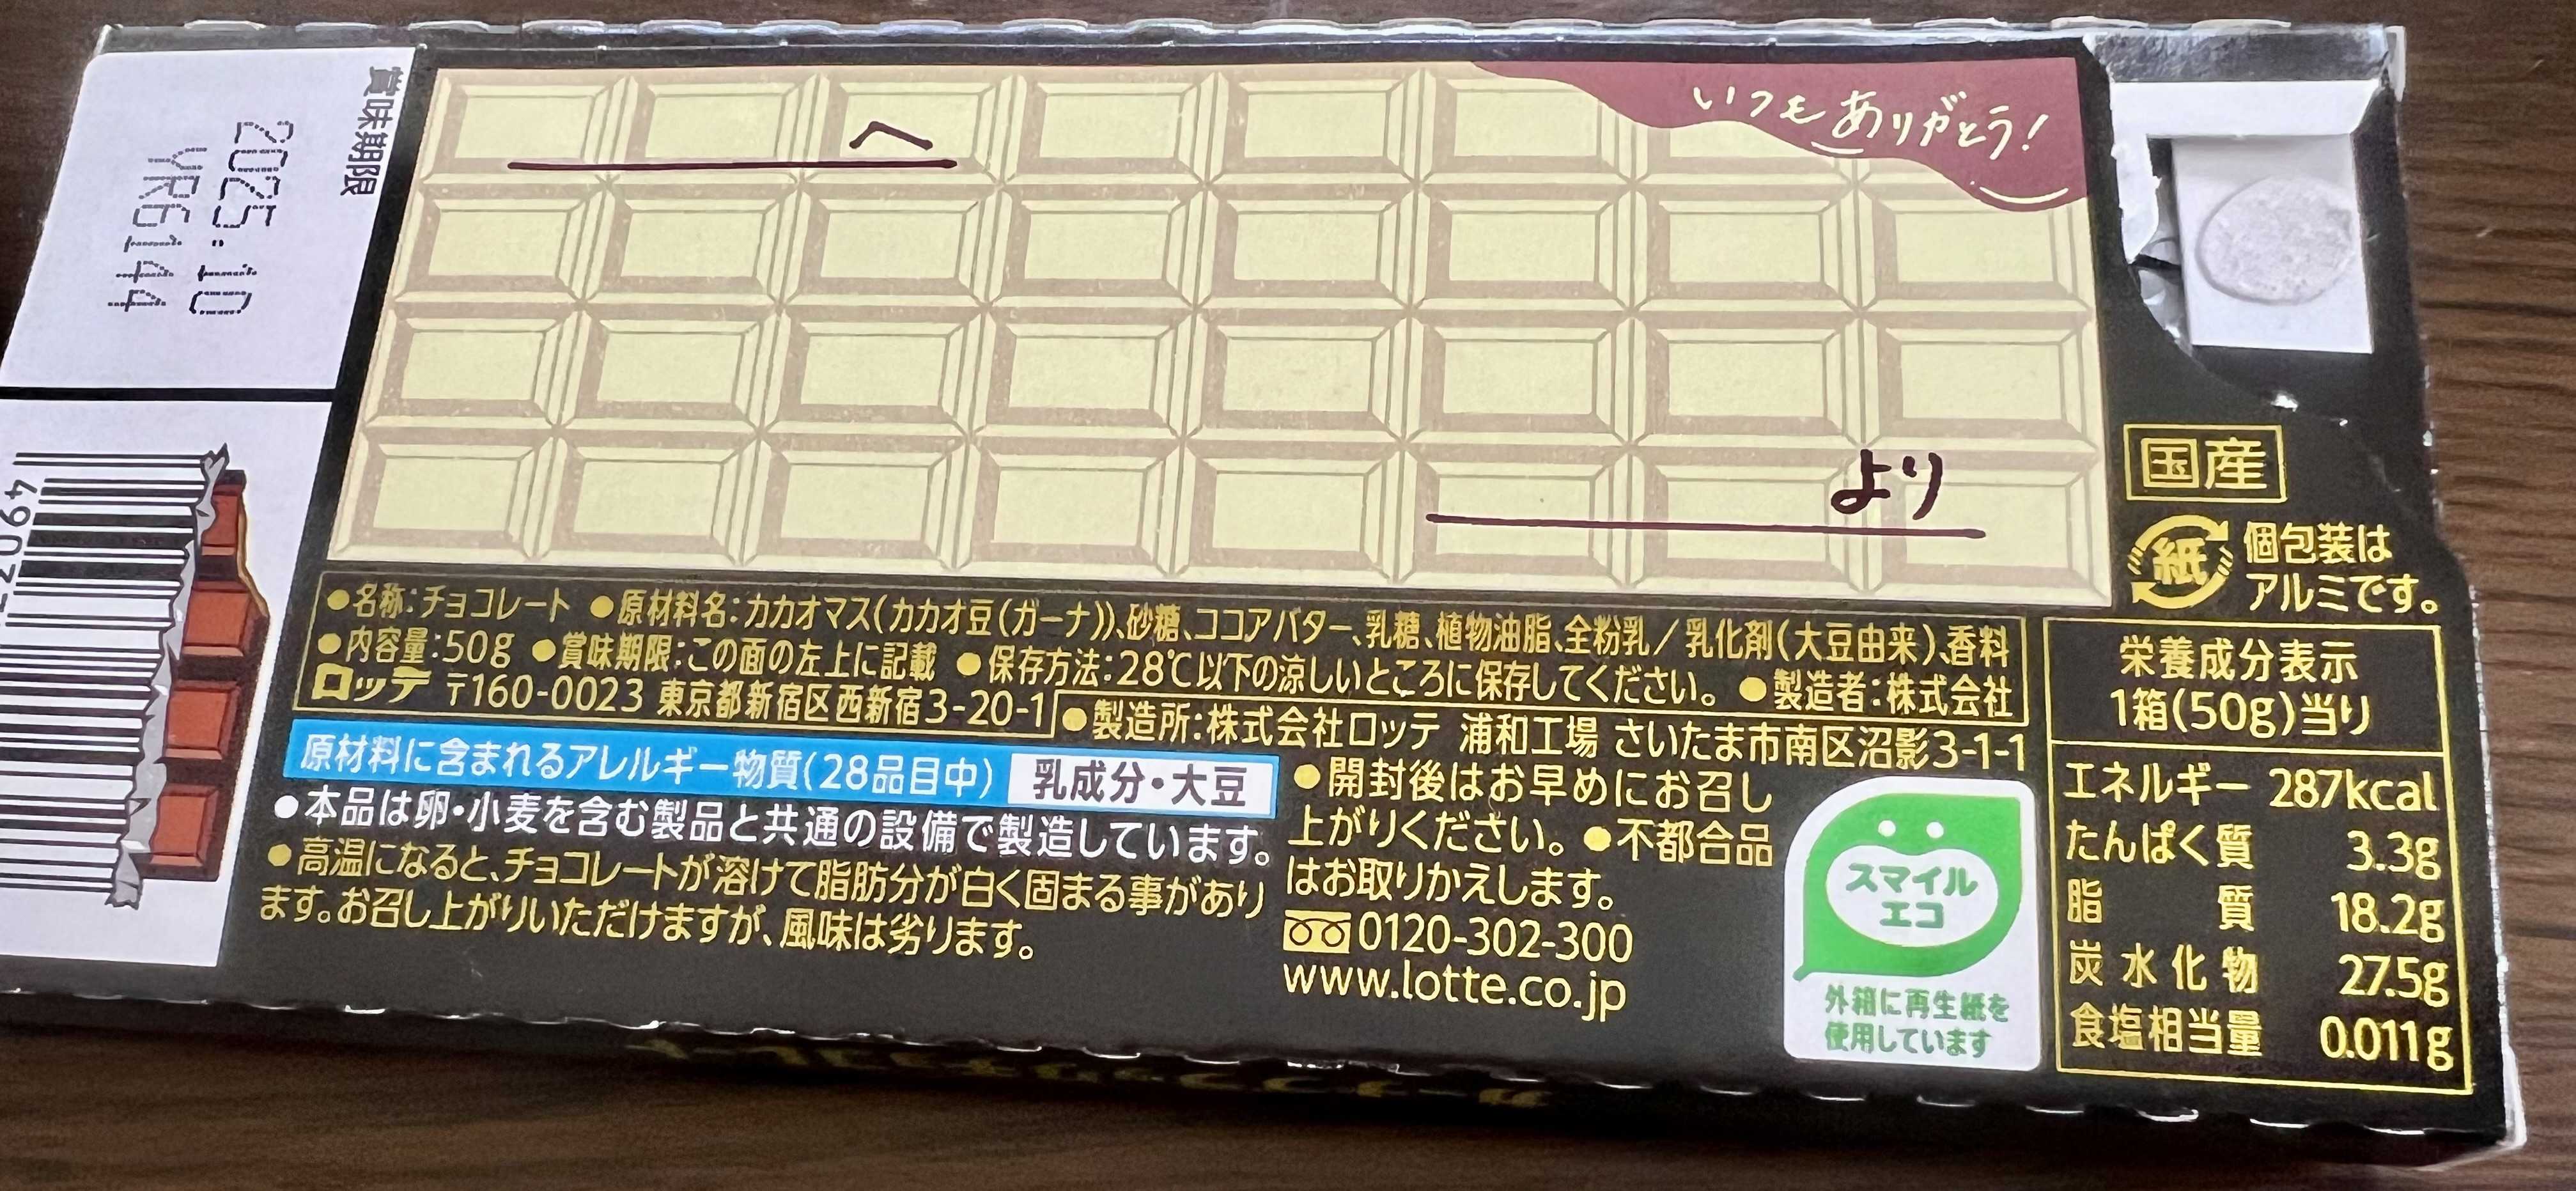 賞味期限
2025:10
YR6144
いつもありがとう!
へ
より
国産
紙 個包装は
アルミです。
●名称:チョコレート ●原材料名:カカオマス(カカオ豆(ガーナ))、砂糖、ココアバター、乳糖、植物油脂、全粉乳/乳化剤(大豆由来)、香料
●内容量:50g ●賞味期限:この面の左上に記載 ●保存方法:28℃以下の涼しいところに保存してください。 ●製造者:株式会社
ロッテ 〒160-0023 東京都新宿区西新宿3-20-1
●製造所:株式会社ロッテ 浦和工場 さいたま市南区沼影3-1-1
原材料に含まれるアレルギー物質(28品目中) 乳成分・大豆
●本品は卵・小麦を含む製品と共通の設備で製造しています。
●高温になると、チョコレートが溶けて脂肪分が白く固まる事があり
ます。お召し上がりいただけますが、風味は劣ります。
●開封後はお早めにお召し
上がりください。●不都合品
はお取りかえします。
0120-302-300
www.lotte.co.jp
スマイル
エコ
外箱に再生紙を
使用しています
栄養成分表示
1箱(50g)当り
エネルギー 287kcal
たんぱく質 3.3g
脂質 18.2g
炭水化物 27.5g
食塩相当量 0.011g